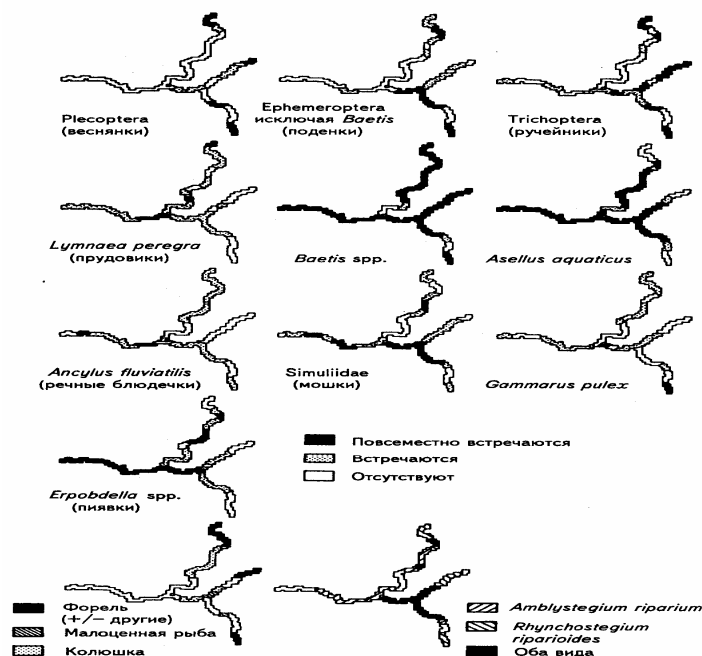 Plecoptera
(веснянки)
Ephemeroptera
исключая Baetis
(поденки)
Trichoptera
(ручейники)
Lymnaea peregra
(прудовики)
Baetis spp.
Asellus aquaticus
Ancylus fluviatilis
(речные блюдечки)
Simuliidae
(мошки)
Gammarus pulex
Erpobdella spp.
(пиявки)
Повсеместно встречаются
Встречаются
Отсутствуют
Форель
(+/− другие)
Малоценная рыба
Колюшка
Amblystegium riparium
Rhynchostegium
riparioides
Оба вида